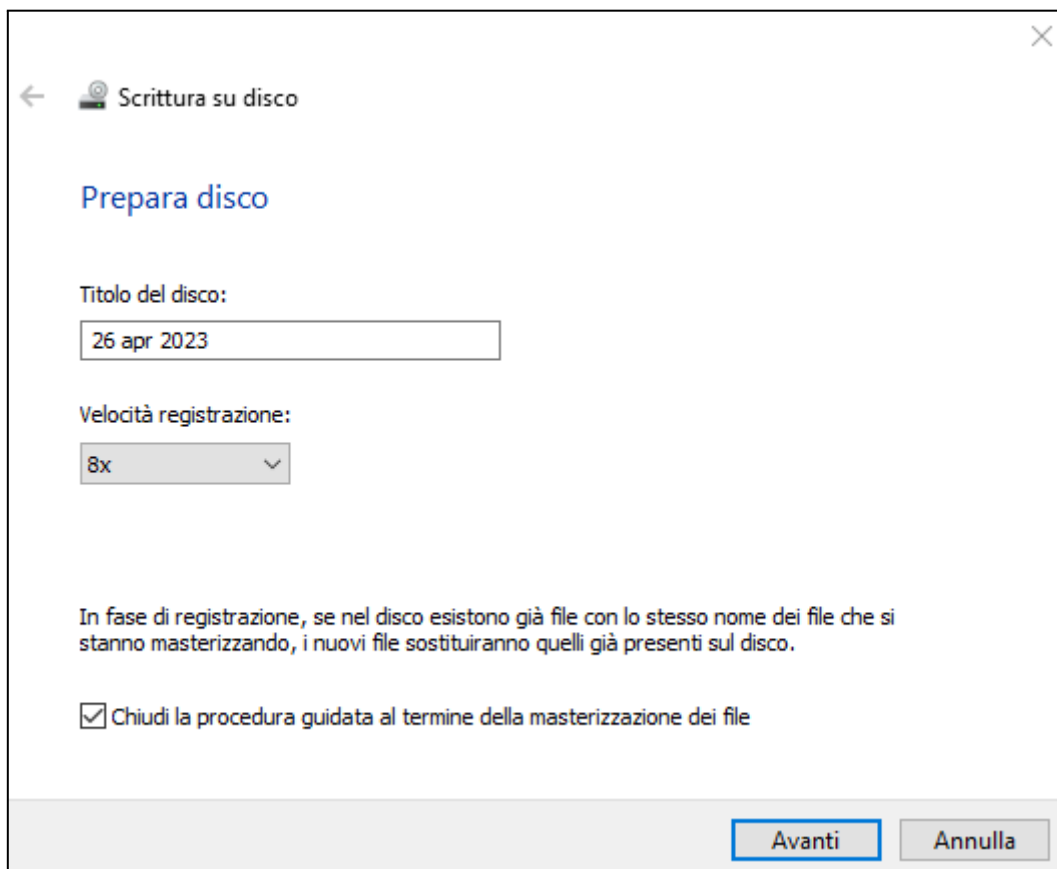 Scrittura su disco
Prepara disco
Titolo del disco:
26 apr 2023
Velocità registrazione:
8x
In fase di registrazione, se nel disco esistono già file con lo stesso nome dei file che si
stanno masterizzando, i nuovi file sostituiranno quelli già presenti sul disco.
Chiudi la procedura guidata al termine della masterizzazione dei file
Avanti
Annulla